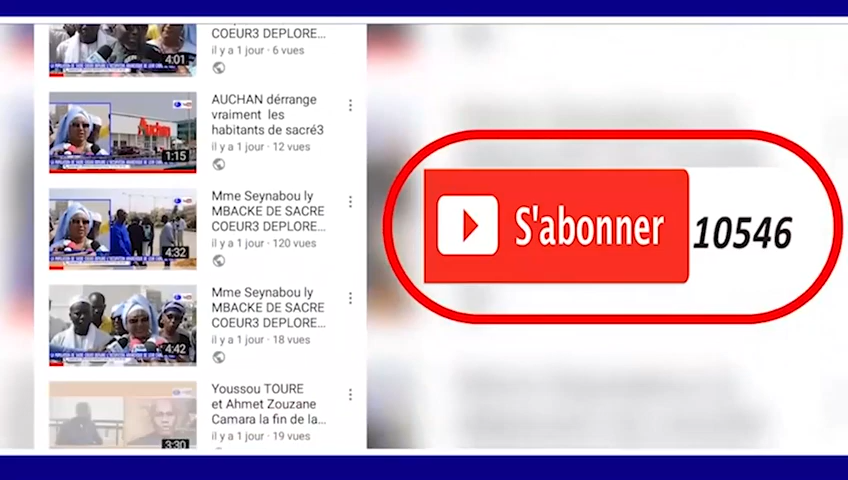 COEUR3 DEPLORE...
il y a 1 jour · 6 vues
4:01
AUCHAN dérrange
vraiment les
habitants de sacré3
il y a 1 jour · 12 vues
Auchan
1:15
Mme Seynabou ly
MBACKE DE SACRE
COEUR3 DEPLORE...
il y a 1 jour · 120 vues
4:32
Mme Seynabou ly
MBACKE DE SACRE
COEUR3 DEPLORE...
il y a 1 jour · 18 vues
4:42
Youssou TOURE
et Ahmet Zouzane
Camara la fin de la...
il y a 1 jour · 19 vues
3:30
S'abonner
10546